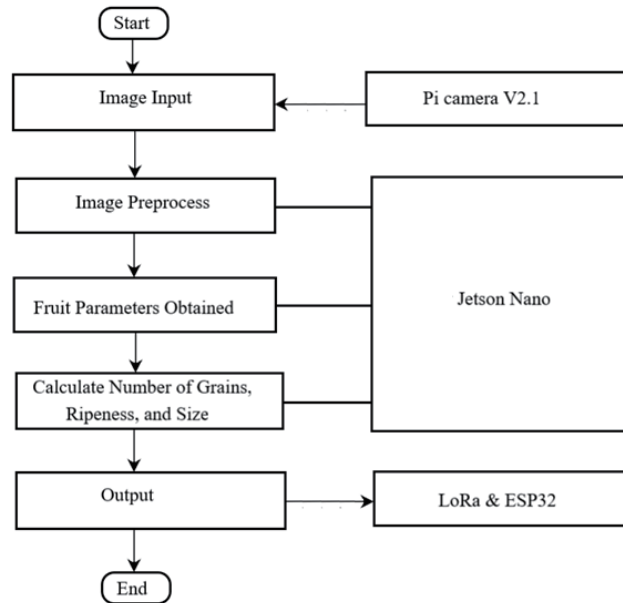 Start
Image Input
Pi camera V2.1
Image Preprocess
Jetson Nano
Fruit Parameters Obtained
Calculate Number of Grains,
Ripeness, and Size
Output
LoRa & ESP32
End